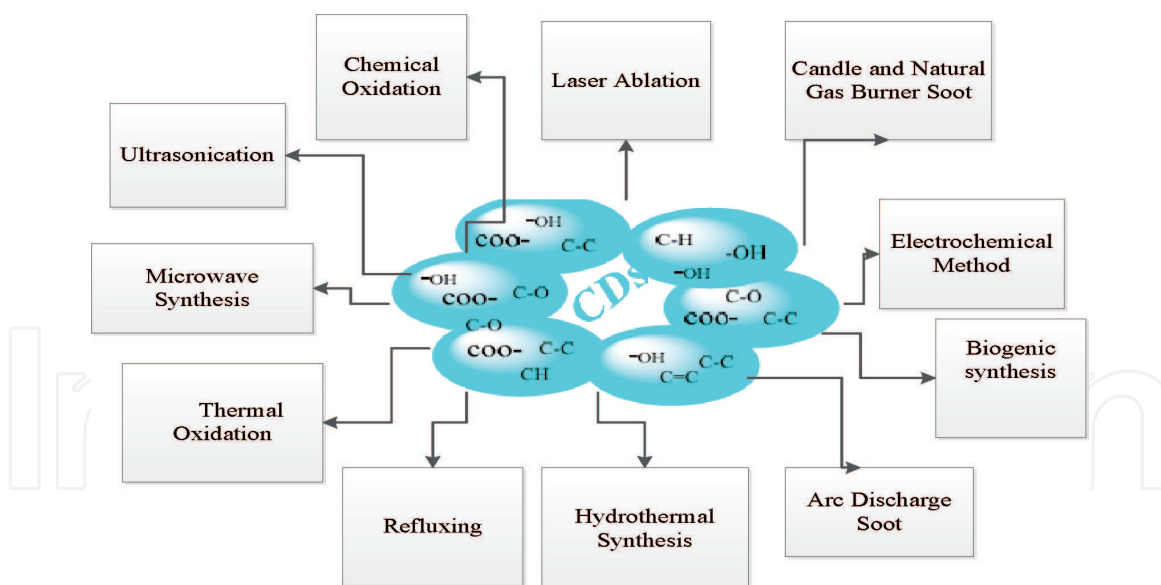 Chemical
Oxidation
Laser Ablation
Candle and Natural
Gas Burner Soot
Ultrasonication
Electrochemical
Method
Microwave
Synthesis
Biogenic
synthesis
Thermal
Oxidation
Refluxing
Hydrothermal
Synthesis
Arc Discharge
Soot
CDs
-OH
COO- C-C
C-H
-OH
-OH
-OH
COO- C-O
C-O
C-O
COO- C-C
COO- C-C
CH
-OH C-C
C=C